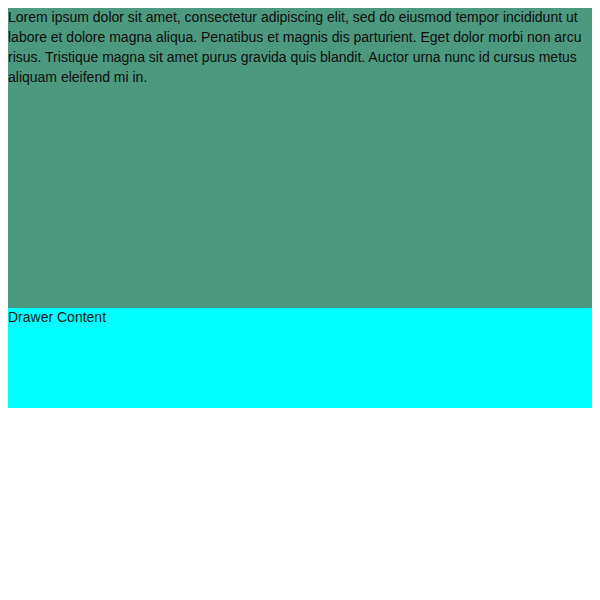 Lorem ipsum dolor sit amet, consectetur adipiscing elit, sed do eiusmod tempor incididunt ut
labore et dolore magna aliqua. Penatibus et magnis dis parturient. Eget dolor morbi non arcu
risus. Tristique magna sit amet purus gravida quis blandit. Auctor urna nunc id cursus metus
aliquam eleifend mi in.
Drawer Content